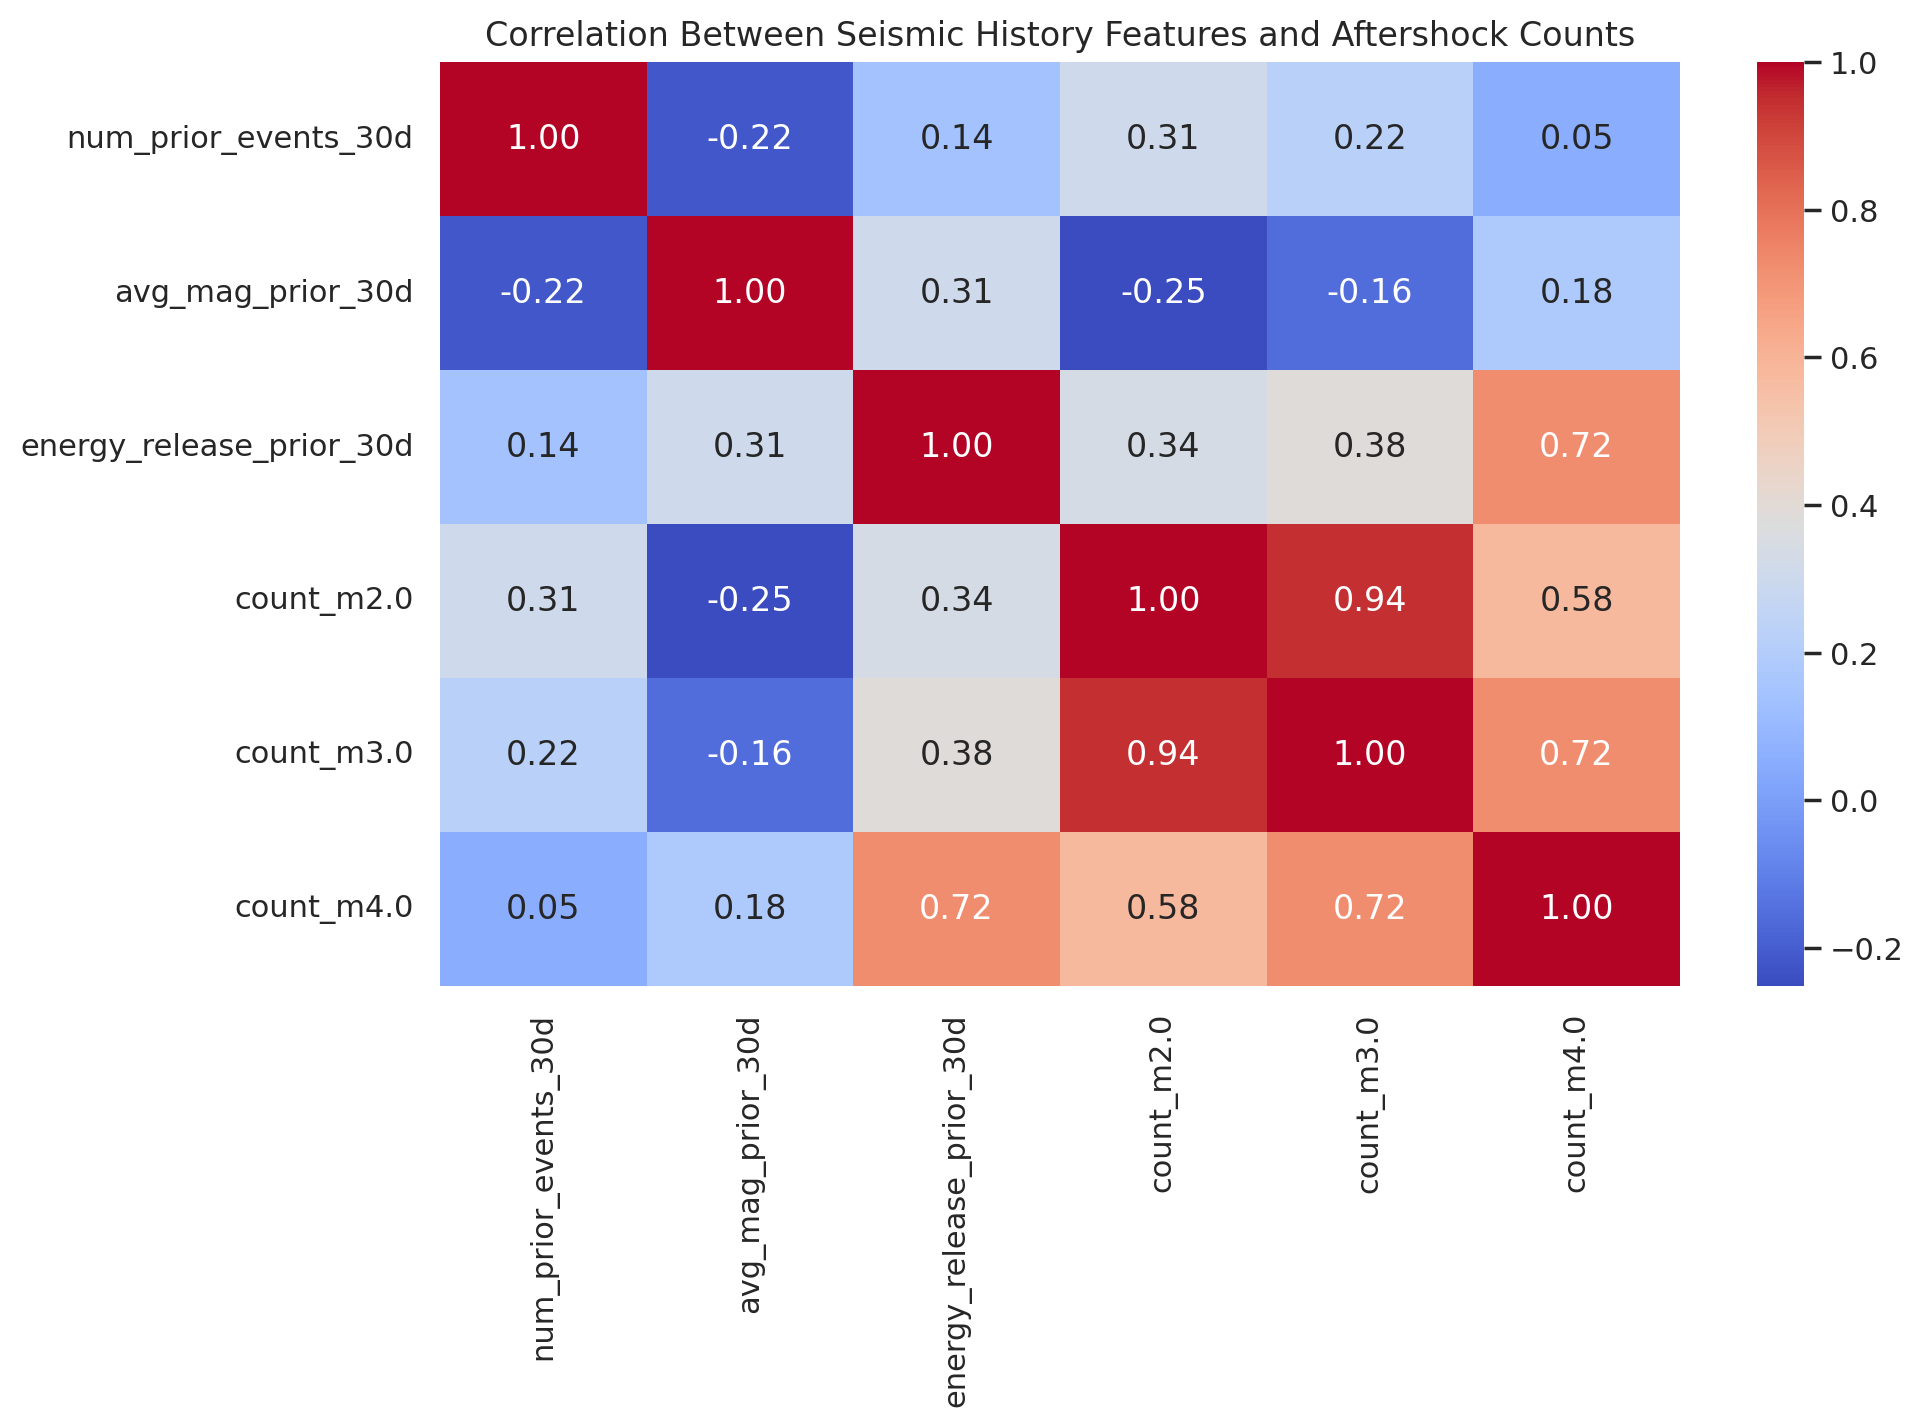 Correlation Between Seismic History Features and Aftershock Counts
num_prior_events_30d 1.00 -0.22 0.14 0.31 0.22 0.05
avg_mag_prior_30d -0.22 1.00 0.31 -0.25 -0.16 0.18
energy_release_prior_30d 0.14 0.31 1.00 0.34 0.38 0.72
count_m2.0 0.31 -0.25 0.34 1.00 0.94 0.58
count_m3.0 0.22 -0.16 0.38 0.94 1.00 0.72
count_m4.0 0.05 0.18 0.72 0.58 0.72 1.00
num_prior_events_30d
avg_mag_prior_30d
energy_release_prior_30d
count_m2.0
count_m3.0
count_m4.0
1.0
0.8
0.6
0.4
0.2
0.0
−0.2